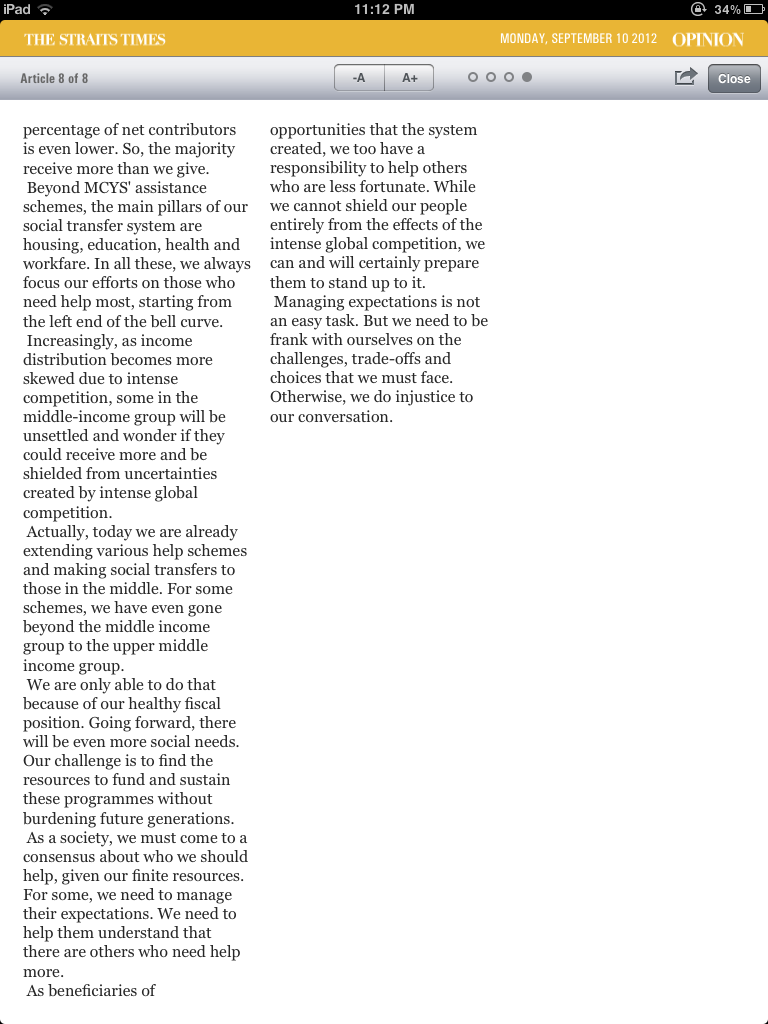 iPad 11:12 PM 34%
THE STRAITS TIMES MONDAY, SEPTEMBER 10 2012 OPINION
Article 8 of 8 -A A+ Close
percentage of net contributors
is even lower. So, the majority
receive more than we give.
Beyond MCYS' assistance
schemes, the main pillars of our
social transfer system are
housing, education, health and
workfare. In all these, we always
focus our efforts on those who
need help most, starting from
the left end of the bell curve.
Increasingly, as income
distribution becomes more
skewed due to intense
competition, some in the
middle-income group will be
unsettled and wonder if they
could receive more and be
shielded from uncertainties
created by intense global
competition.
Actually, today we are already
extending various help schemes
and making social transfers to
those in the middle. For some
schemes, we have even gone
beyond the middle income
group to the upper middle
income group.
We are only able to do that
because of our healthy fiscal
position. Going forward, there
will be even more social needs.
Our challenge is to find the
resources to fund and sustain
these programmes without
burdening future generations.
As a society, we must come to a
consensus about who we should
help, given our finite resources.
For some, we need to manage
their expectations. We need to
help them understand that
there are others who need help
more.
As beneficiaries of
opportunities that the system
created, we too have a
responsibility to help others
who are less fortunate. While
we cannot shield our people
entirely from the effects of the
intense global competition, we
can and will certainly prepare
them to stand up to it.
Managing expectations is not
an easy task. But we need to be
frank with ourselves on the
challenges, trade-offs and
choices that we must face.
Otherwise, we do injustice to
our conversation.